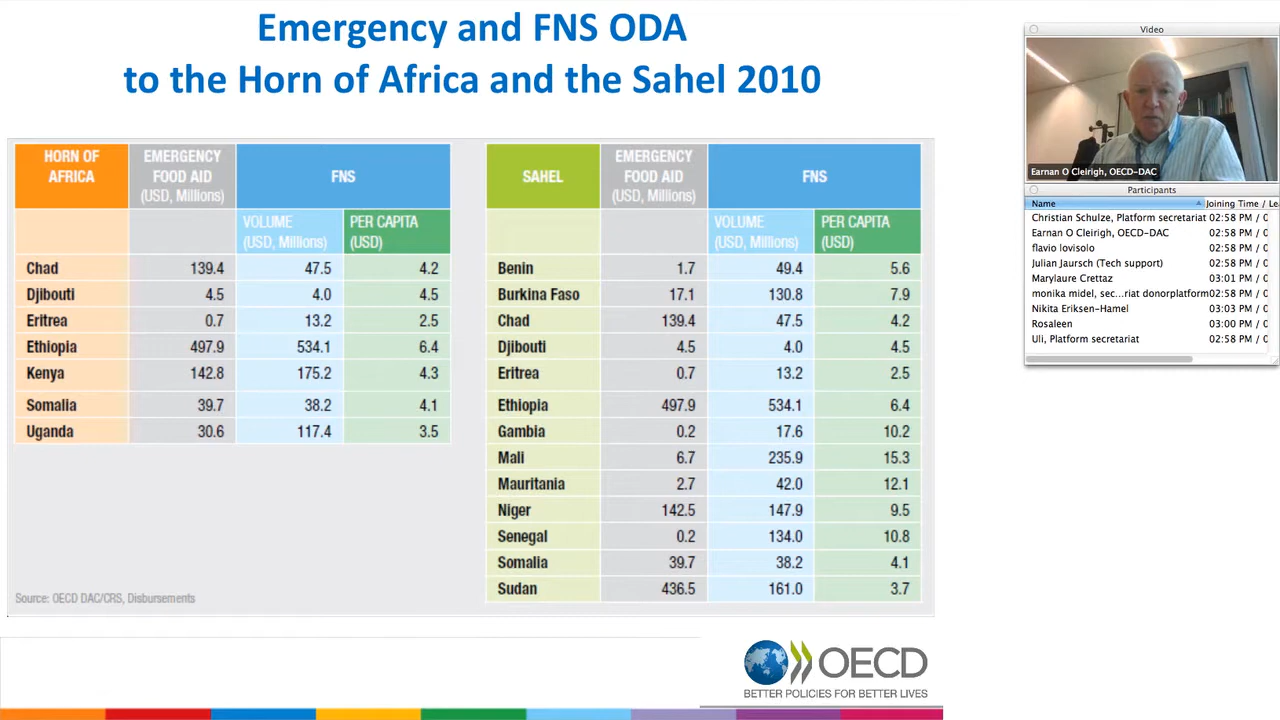 Emergency and FNS ODA
to the Horn of Africa and the Sahel 2010
HORN OF AFRICA EMERGENCY FOOD AID (USD, Millions) FNS
VOLUME (USD, Millions) PER CAPITA (USD)
Chad 139.4 47.5 4.2
Djibouti 4.5 4.0 4.5
Eritrea 0.7 13.2 2.5
Ethiopia 497.9 534.1 6.4
Kenya 142.8 175.2 4.3
Somalia 39.7 38.2 4.1
Uganda 30.6 117.4 3.5
Source: OECD DAC/CRS, Disbursements
SAHEL EMERGENCY FOOD AID (USD, Millions) FNS
VOLUME (USD, Millions) PER CAPITA (USD)
Benin 1.7 49.4 5.6
Burkina Faso 17.1 130.8 7.9
Chad 139.4 47.5 4.2
Djibouti 4.5 4.0 4.5
Eritrea 0.7 13.2 2.5
Ethiopia 497.9 534.1 6.4
Gambia 0.2 17.6 10.2
Mali 6.7 235.9 15.3
Mauritania 2.7 42.0 12.1
Niger 142.5 147.9 9.5
Senegal 0.2 134.0 10.8
Somalia 39.7 38.2 4.1
Sudan 436.5 161.0 3.7
OECD
BETTER POLICIES FOR BETTER LIVES
Video
Earnan O Cleirigh, OECD-DAC
Participants
Name Joining Time / Le
Christian Schulze, Platform secretariat 02:58 PM / 0
Earnan O Cleirigh, OECD-DAC 02:58 PM / 0
flavio lovisolo 02:58 PM / 0
Julian Jaursch (Tech support) 02:58 PM / 0
Marylaure Crettaz 03:01 PM / 0
monika midel, sec...riat donorplatform 02:58 PM / 0
Nikita Eriksen-Hamel 03:03 PM / 0
Rosaleen 03:00 PM / 0
Uli, Platform secretariat 02:58 PM / 0